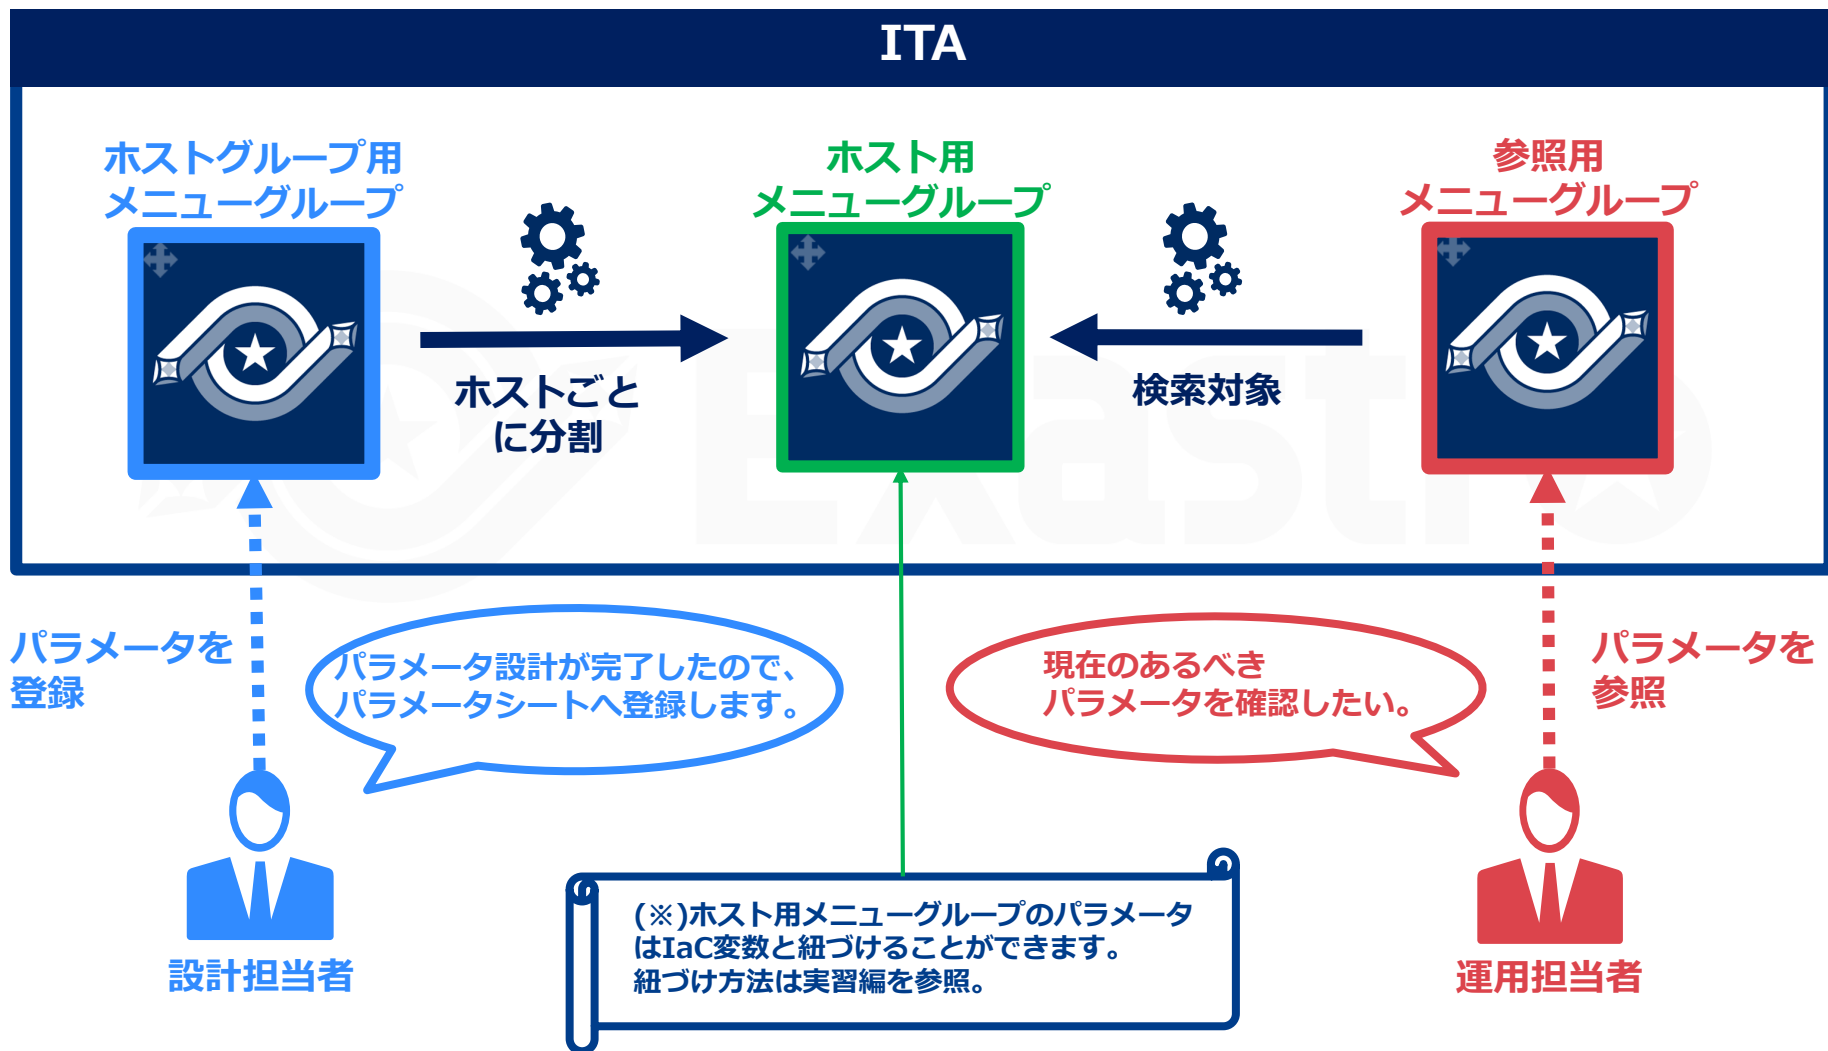 ITA
ホストグループ用
メニューグループ
ホスト用
メニューグループ
参照用
メニューグループ
ホストごと
に分割
検索対象
Exastro
パラメータを
登録
パラメータ設計が完了したので、
パラメータシートへ登録します。
現在のあるべき
パラメータを確認したい。
パラメータを
参照
設計担当者
(※)ホスト用メニューグループのパラメータ
はIaC変数と紐づけることができます。
紐づけ方法は実習編を参照。
運用担当者